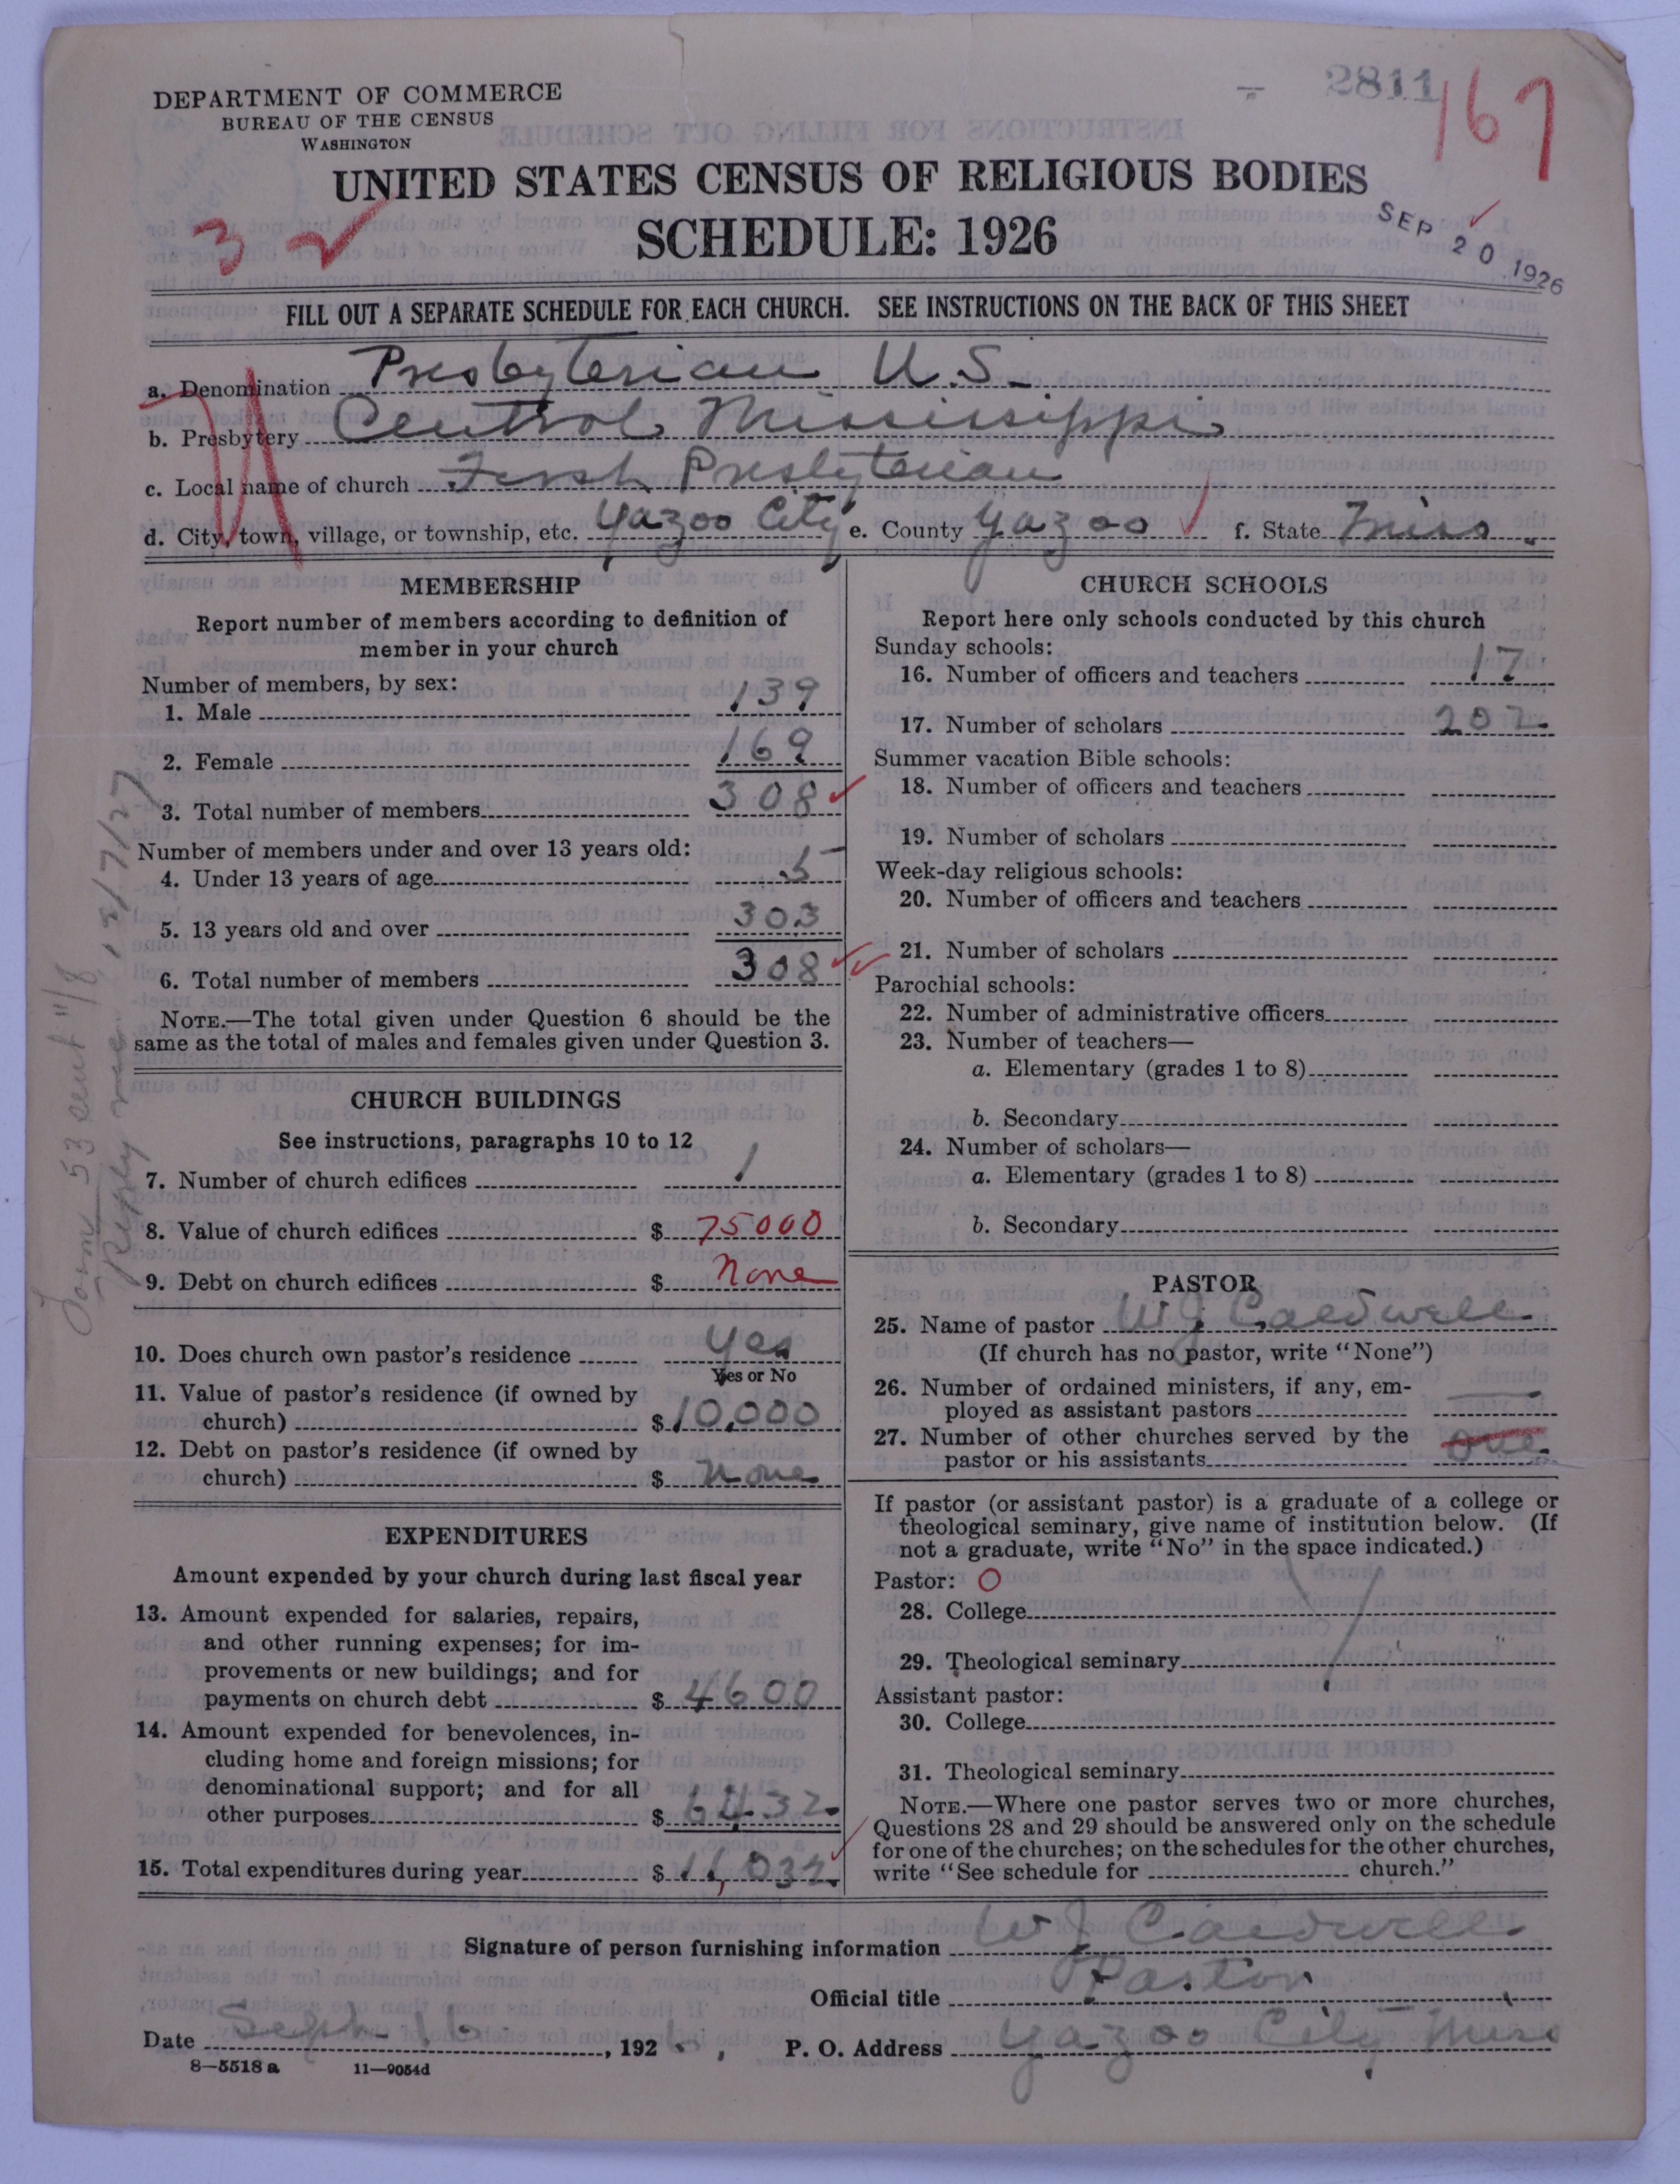 DEPARTMENT OF COMMERCE
BUREAU OF THE CENSUS
WASHINGTON
2811
167
UNITED STATES CENSUS OF RELIGIOUS BODIES
SCHEDULE: 1926
3
SEP 20 1926
FILL OUT A SEPARATE SCHEDULE FOR EACH CHURCH. SEE INSTRUCTIONS ON THE BACK OF THIS SHEET
a. Denomination Presbyterian U.S.
b. Presbytery Central Mississippi
c. Local name of church First Presbyterian
d. City, town, village, or township, etc. Yazoo City e. County Yazoo f. State Miss.
MEMBERSHIP
Report number of members according to definition of
member in your church
Number of members, by sex:
1. Male 139
2. Female 169
3. Total number of members 308
Number of members under and over 13 years old:
4. Under 13 years of age 5
5. 13 years old and over 303
6. Total number of members 308
NOTE.—The total given under Question 6 should be the
same as the total of males and females given under Question 3.
CHURCH BUILDINGS
See instructions, paragraphs 10 to 12
7. Number of church edifices 1
8. Value of church edifices $ 75000
9. Debt on church edifices $ None
10. Does church own pastor's residence Yes
Yes or No
11. Value of pastor's residence (if owned by
church) $ 10,000
12. Debt on pastor's residence (if owned by
church) $ None
EXPENDITURES
Amount expended by your church during last fiscal year
13. Amount expended for salaries, repairs,
and other running expenses; for im-
provements or new buildings; and for
payments on church debt $ 4600
14. Amount expended for benevolences, in-
cluding home and foreign missions; for
denominational support; and for all
other purposes $ 6432.
15. Total expenditures during year $ 11,032.
CHURCH SCHOOLS
Report here only schools conducted by this church
Sunday schools:
16. Number of officers and teachers 17
17. Number of scholars 202
Summer vacation Bible schools:
18. Number of officers and teachers
19. Number of scholars
Week-day religious schools:
20. Number of officers and teachers
21. Number of scholars
Parochial schools:
22. Number of administrative officers
23. Number of teachers—
a. Elementary (grades 1 to 8)
b. Secondary
24. Number of scholars—
a. Elementary (grades 1 to 8)
b. Secondary
PASTOR
25. Name of pastor W J Caldwell
(If church has no pastor, write "None")
26. Number of ordained ministers, if any, em-
ployed as assistant pastors
27. Number of other churches served by the
pastor or his assistants one
If pastor (or assistant pastor) is a graduate of a college or
theological seminary, give name of institution below. (If
not a graduate, write "No" in the space indicated.)
Pastor: O
28. College
29. Theological seminary
Assistant pastor:
30. College
31. Theological seminary
NOTE.—Where one pastor serves two or more churches,
Questions 28 and 29 should be answered only on the schedule
for one of the churches; on the schedules for the other churches,
write "See schedule for church."
Signature of person furnishing information W J Caldwell
Official title Pastor
Date Sept 16, 1926, P. O. Address Yazoo City Miss
8—5518 a 11—9054d
Form 53 sent 11/8
Reply rec. 12/7/27